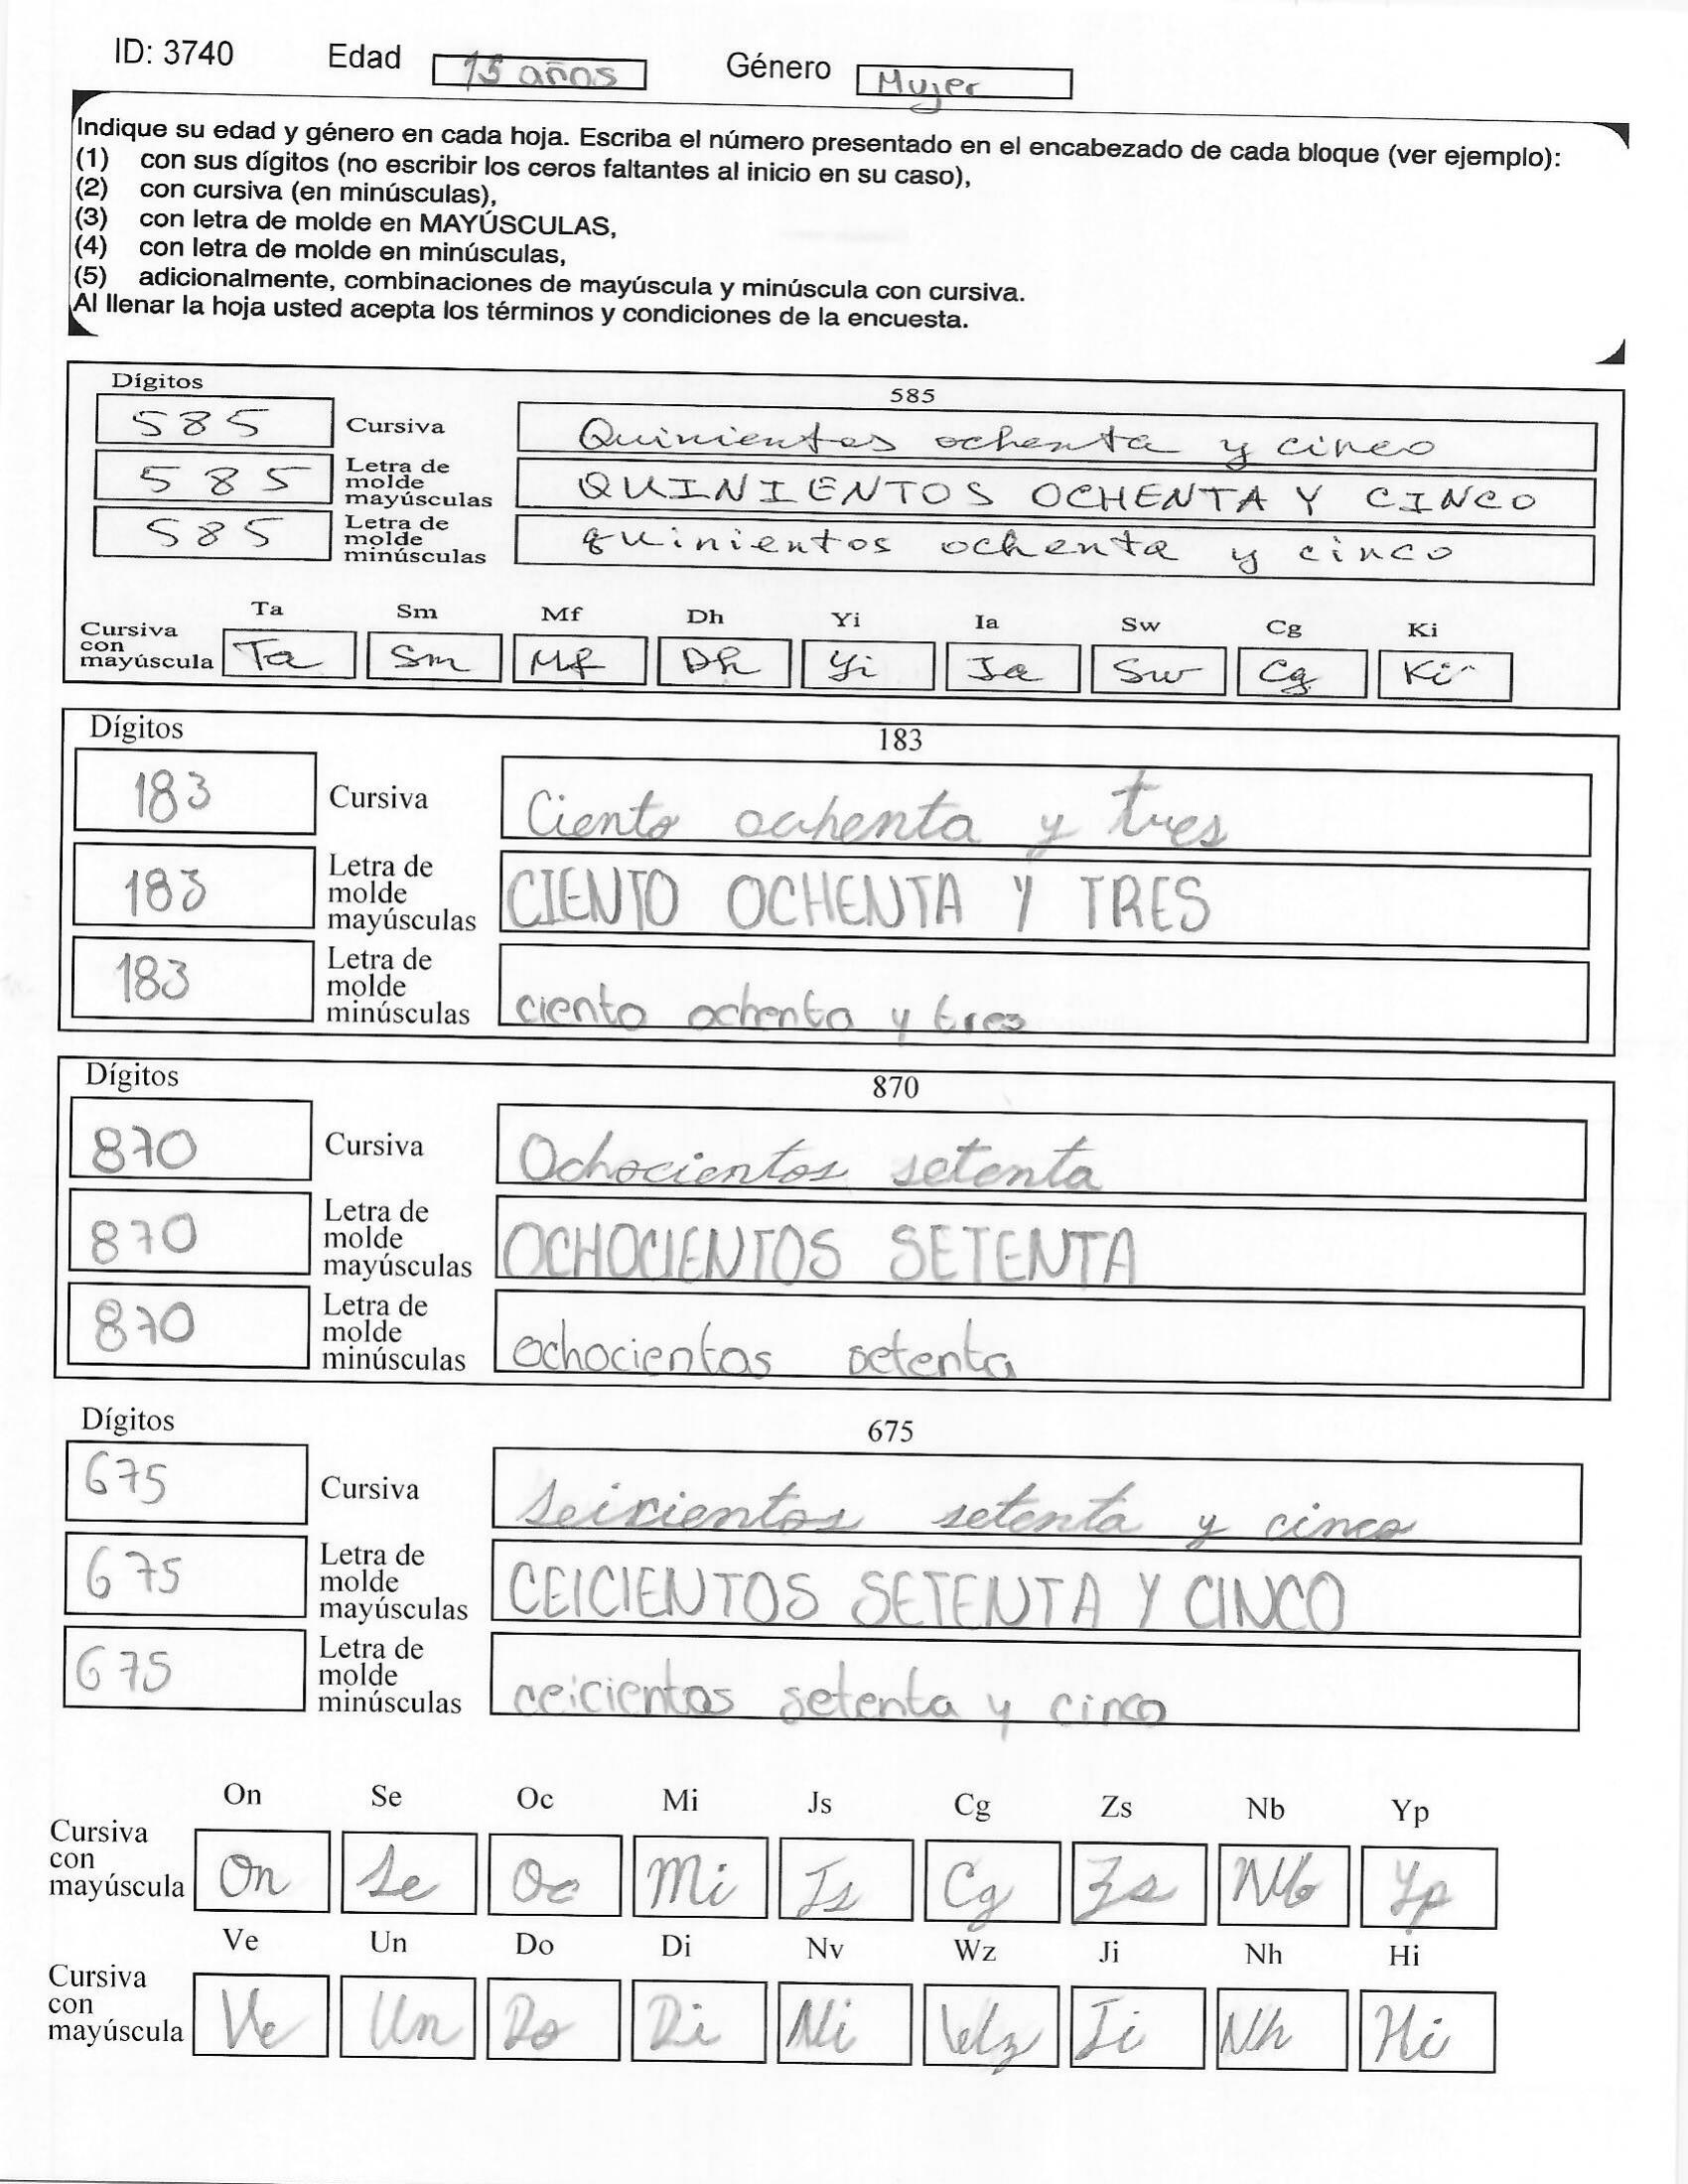 ID: 3740 Edad 15 años Género Mujer
Indique su edad y género en cada hoja. Escriba el número presentado en el encabezado de cada bloque (ver ejemplo):
(1) con sus dígitos (no escribir los ceros faltantes al inicio en su caso),
(2) con cursiva (en minúsculas),
(3) con letra de molde en MAYÚSCULAS,
(4) con letra de molde en minúsculas,
(5) adicionalmente, combinaciones de mayúscula y minúscula con cursiva.
Al llenar la hoja usted acepta los términos y condiciones de la encuesta.
Dígitos 585
585 Cursiva Quinientos ochenta y cinco
585 Letra de molde mayúsculas QUINIENTOS OCHENTA Y CINCO
585 Letra de molde minúsculas quinientos ochenta y cinco
Ta Sm Mf Dh Yi Ia Sw Cg Ki
Cursiva con mayúscula Ta Sm Mf Dh Yi Ia Sw Cg Ki
Dígitos 183
183 Cursiva Ciento ochenta y tres
183 Letra de molde mayúsculas CIENTO OCHENTA Y TRES
183 Letra de molde minúsculas ciento ochenta y tres
Dígitos 870
870 Cursiva Ochocientos setenta
870 Letra de molde mayúsculas OCHOCIENTOS SETENTA
870 Letra de molde minúsculas ochocientos setenta
Dígitos 675
675 Cursiva seicientos setenta y cinco
675 Letra de molde mayúsculas CEICIENTOS SETENTA Y CINCO
675 Letra de molde minúsculas ceicientos setenta y cinco
On Se Oc Mi Js Cg Zs Nb Yp
Cursiva con mayúscula On Se Oc Mi Js Cg Zs Nb Yp
Ve Un Do Di Nv Wz Ji Nh Hi
Cursiva con mayúscula Ve Un Do Di Ni Wz Ji Nh Hi